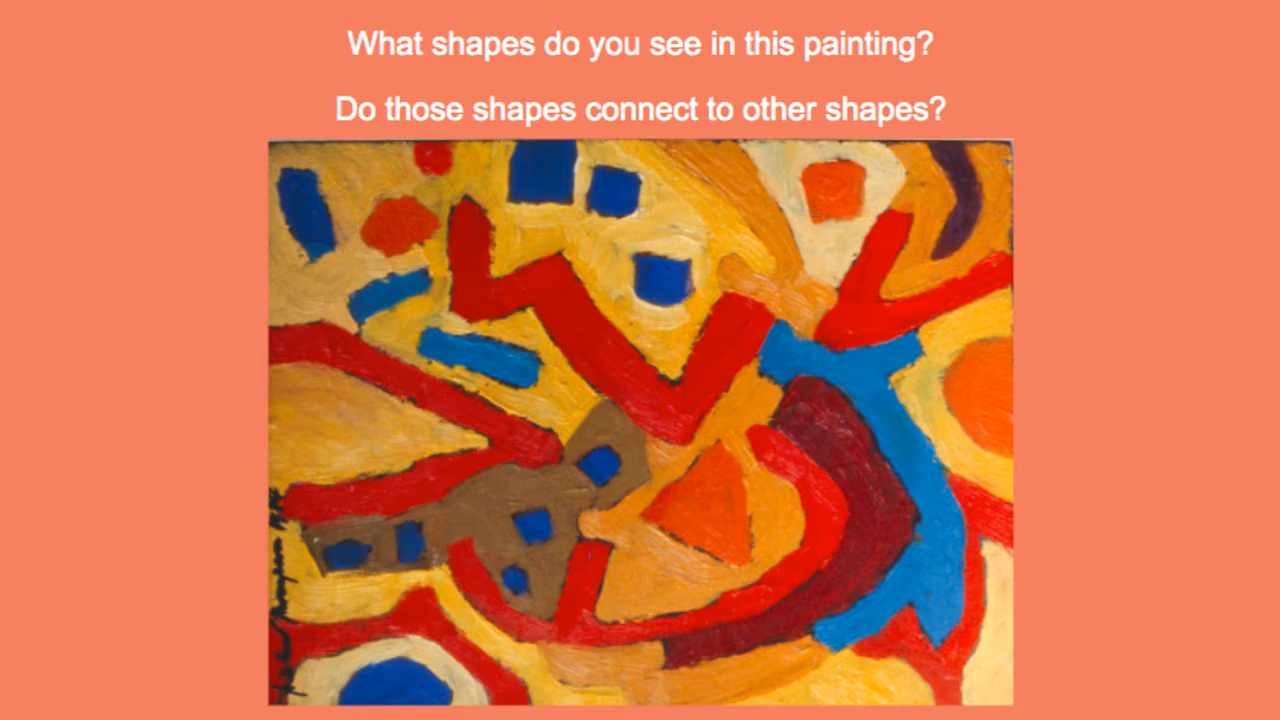 What shapes do you see in this painting?
Do those shapes connect to other shapes?